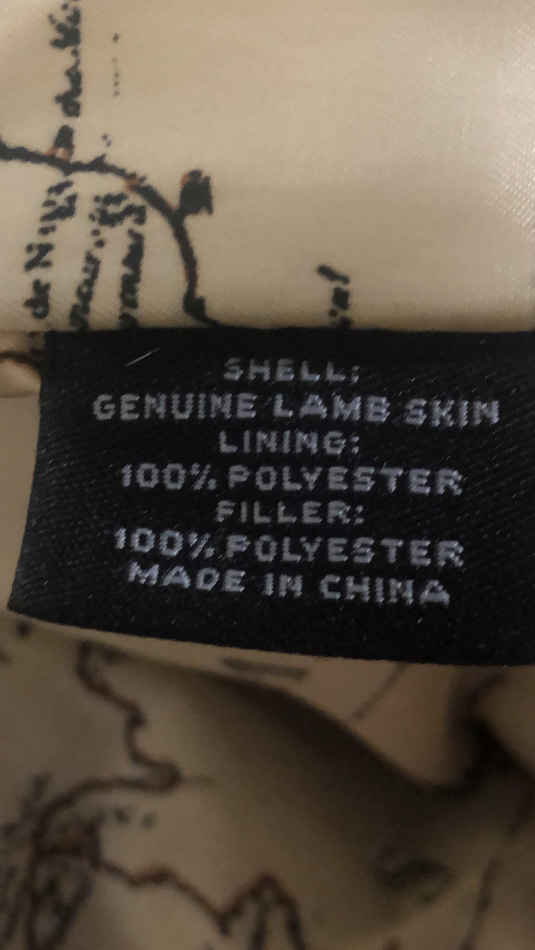 SHELL:
GENUINE LAMB SKIN
LINING:
100% POLYESTER
FILLER:
100% POLYESTER
MADE IN CHINA